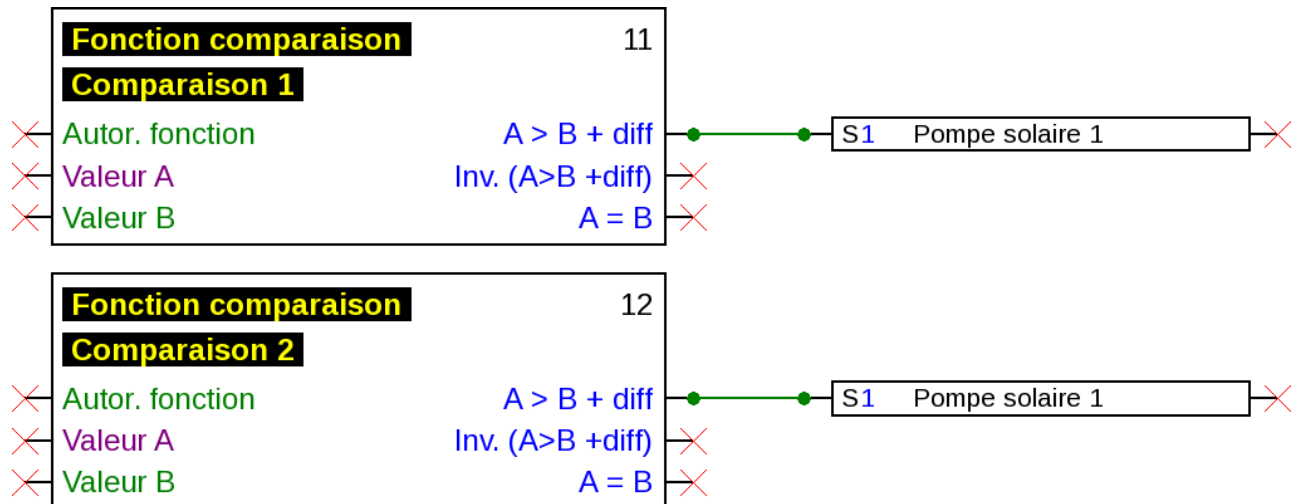 Fonction comparaison 11
Comparaison 1
Autor. fonction A > B + diff S1 Pompe solaire 1
Valeur A Inv. (A>B +diff)
Valeur B A = B
Fonction comparaison 12
Comparaison 2
Autor. fonction A > B + diff S1 Pompe solaire 1
Valeur A Inv. (A>B +diff)
Valeur B A = B